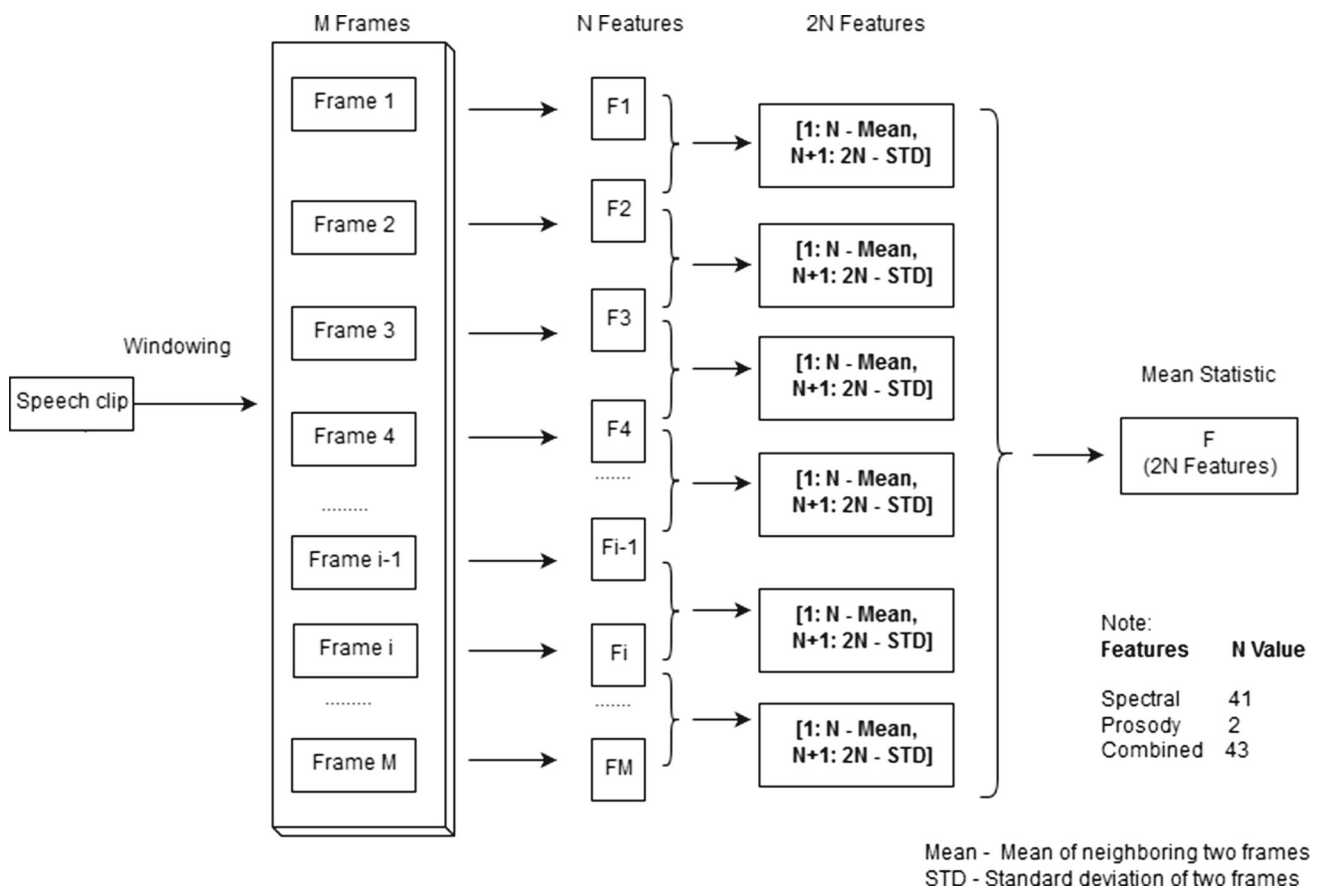 M Frames
N Features
2N Features
Frame 1
Frame 2
Frame 3
Frame 4
.........
Frame i-1
Frame i
.........
Frame M
Windowing
Speech clip
F1
F2
F3
F4
.......
Fi-1
Fi
.......
FM
[1: N - Mean,
N+1: 2N - STD]
[1: N - Mean,
N+1: 2N - STD]
[1: N - Mean,
N+1: 2N - STD]
[1: N - Mean,
N+1: 2N - STD]
[1: N - Mean,
N+1: 2N - STD]
[1: N - Mean,
N+1: 2N - STD]
Mean Statistic
F
(2N Features)
Note:
Features N Value
Spectral 41
Prosody 2
Combined 43
Mean - Mean of neighboring two frames
STD - Standard deviation of two frames